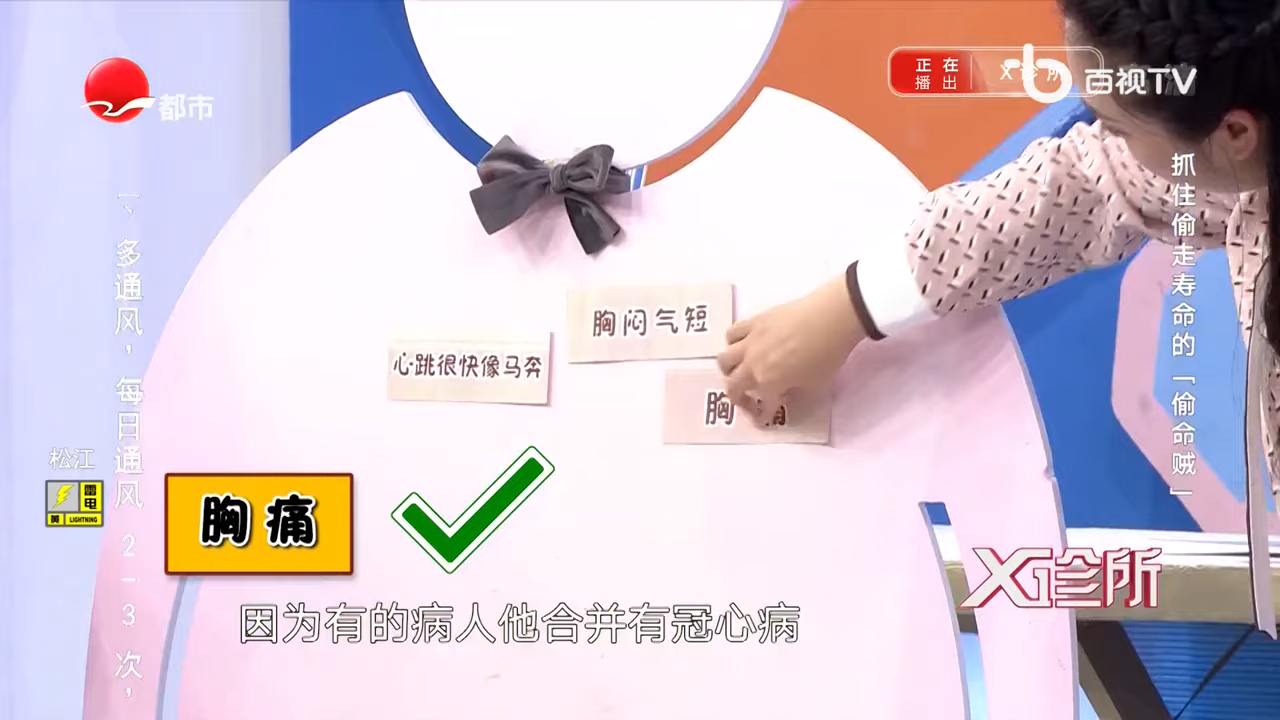 都市
正在播出
百视TV
抓住偷走寿命的「偷命贼」
多通风，每日通风 2-3 次，
胸闷气短
心跳很快像马奔
胸痛
松江
雷电
黄 LIGHTNING
胸痛
X诊所
因为有的病人他合并有冠心病